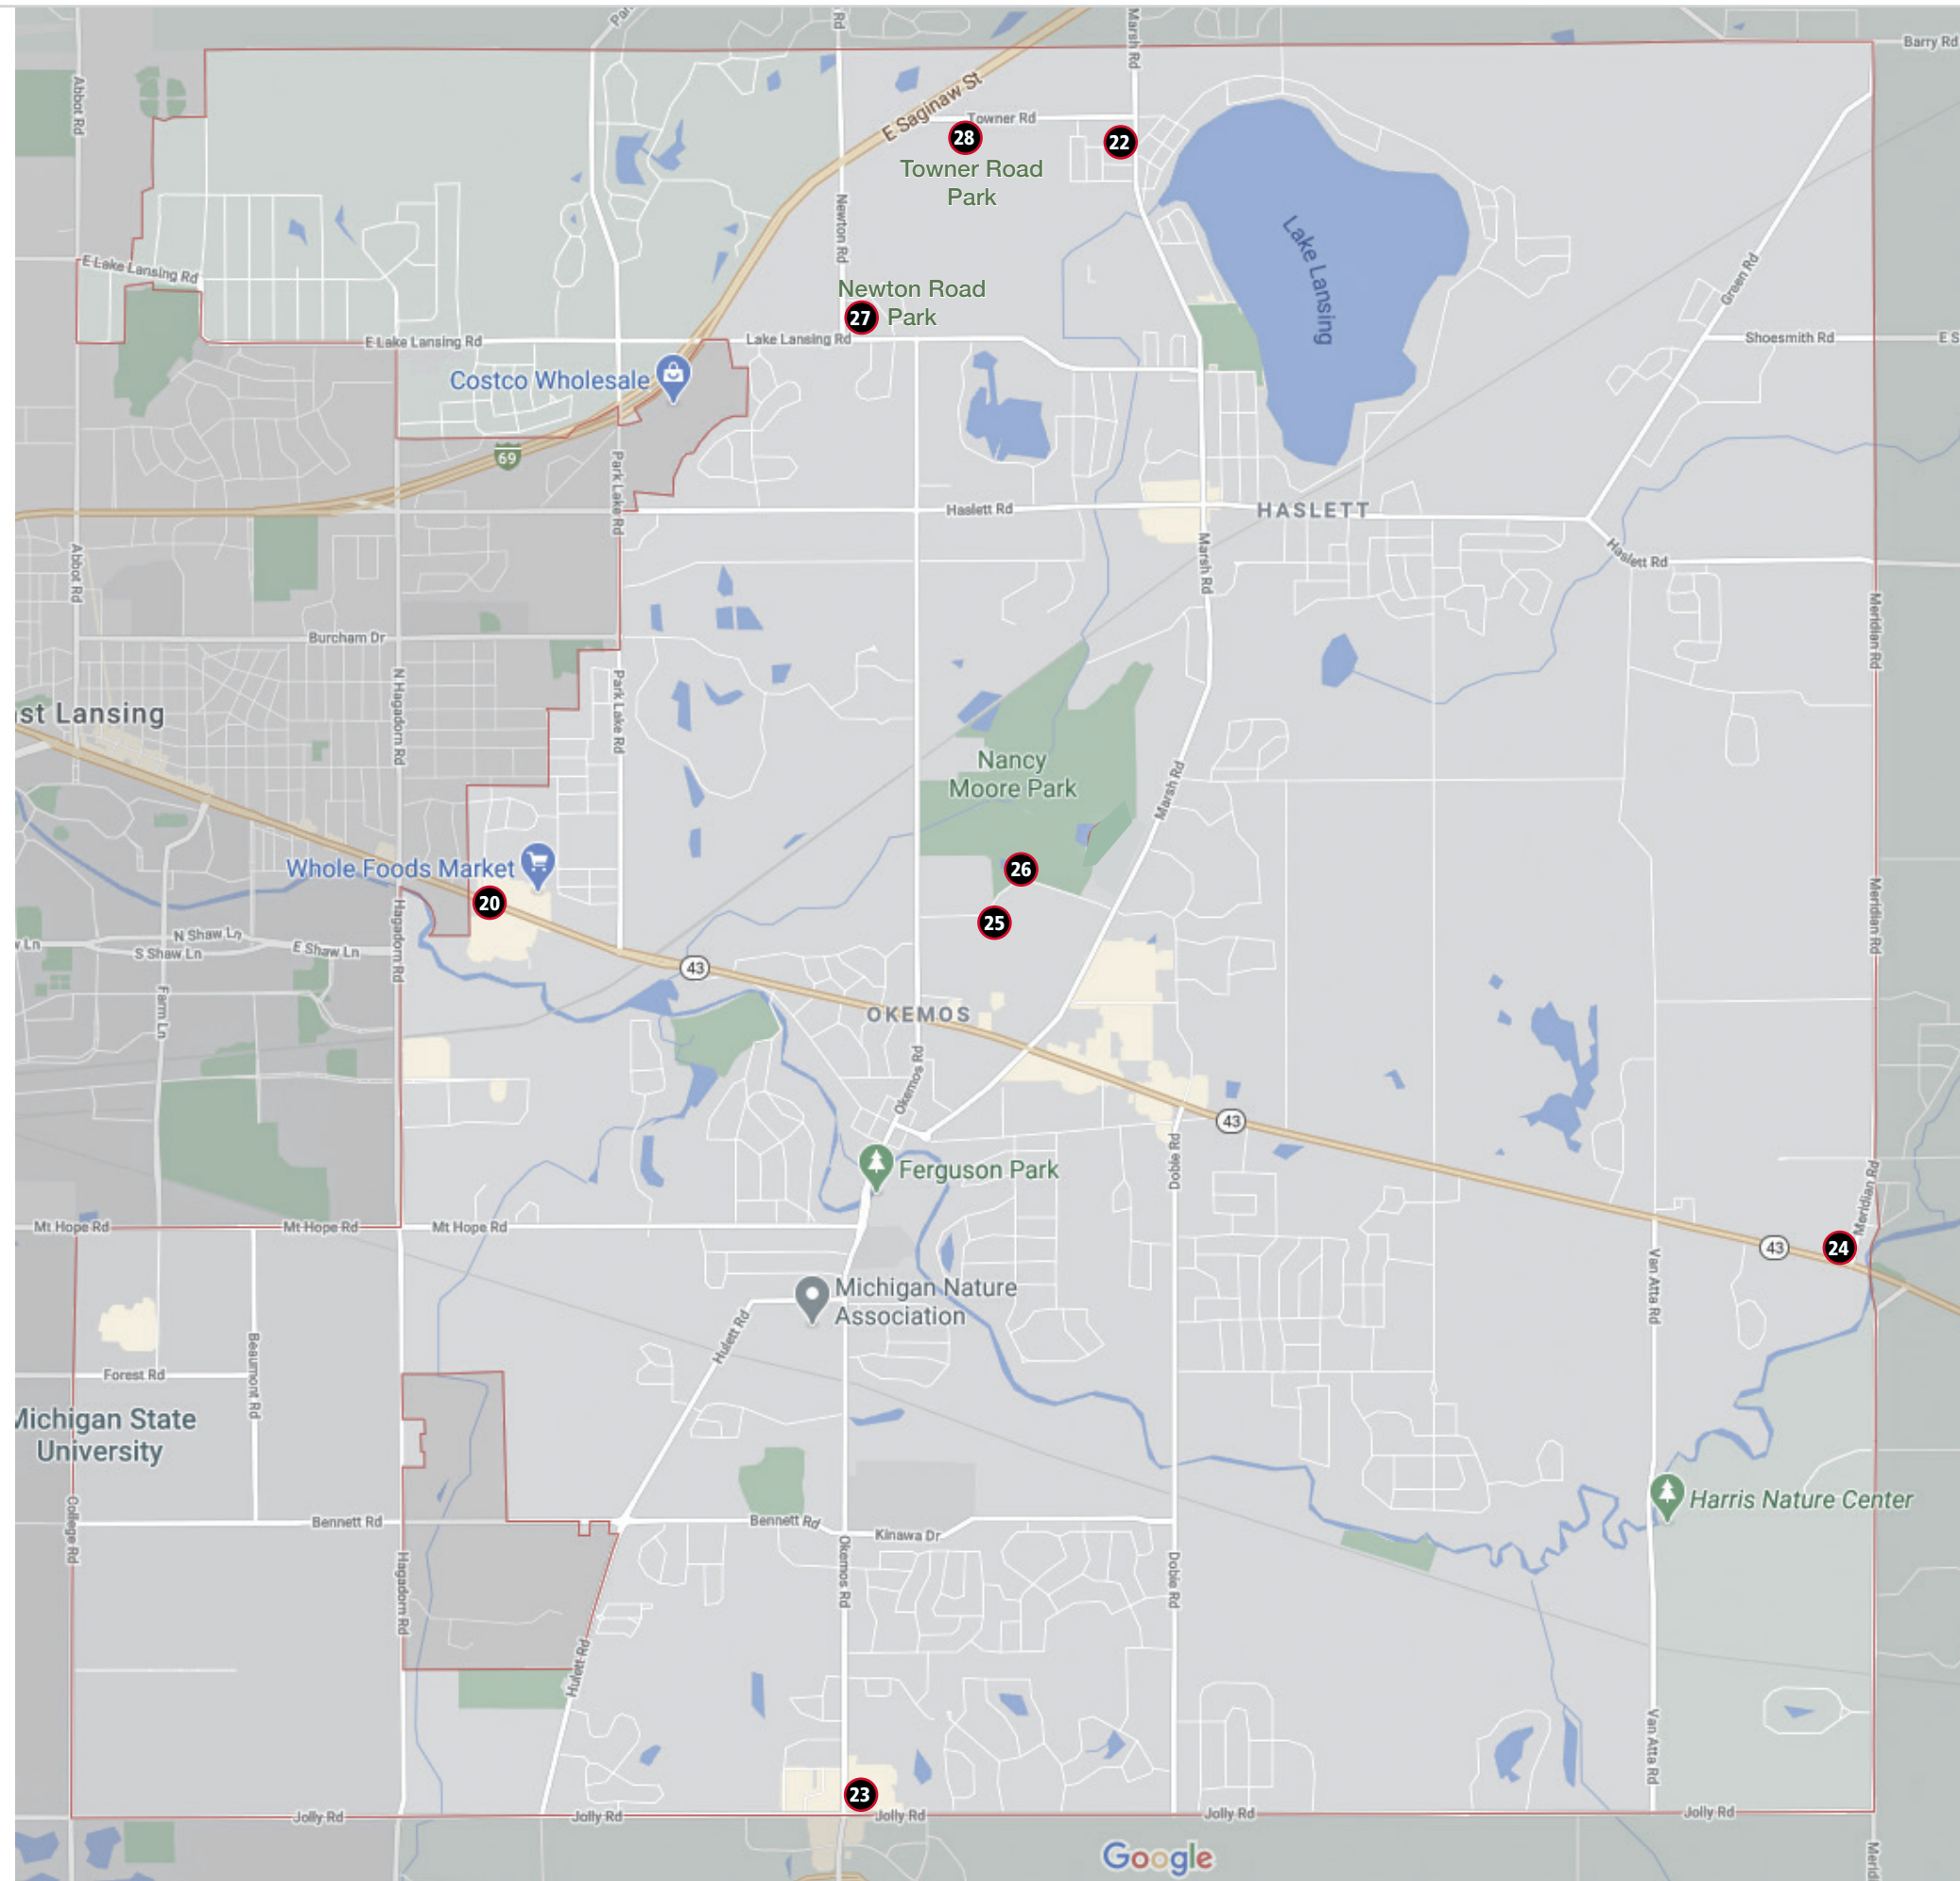 Rd
Marsh Rd
Barry Rd
Abbot Rd
E Saginaw St
Towner Rd
28
22
Towner Road
Park
Newton Rd
Lake Lansing
E Lake Lansing Rd
Green Rd
Newton Road
27 Park
E Lake Lansing Rd
Lake Lansing Rd
Shoesmith Rd
E S
Costco Wholesale
69
Park Lake Rd
Haslett Rd
HASLETT
Abbot Rd
Marsh Rd
Haslett Rd
Burcham Dr
Meridian Rd
N Hagadorn Rd
Park Lake Rd
st Lansing
Nancy
Moore Park
Marsh Rd
Whole Foods Market
26
20
25
Hagadorn Rd
Meridian Rd
N Shaw Ln
w Ln
S Shaw Ln
E Shaw Ln
43
Farm Ln
OKEMOS
Okemos Rd
43
Doble Rd
Ferguson Park
Meridian Rd
Mt Hope Rd
Mt Hope Rd
Mt Hope Rd
43
24
Van Atta Rd
Michigan Nature
Association
Hulett Rd
Beaumont Rd
Forest Rd
Michigan State
University
College Rd
Harris Nature Center
Bennett Rd
Bennett Rd
Kinawa Dr
Hagadorn Rd
Okemos Rd
Dobie Rd
Hulett Rd
Van Atta Rd
23
Jolly Rd
Jolly Rd
Jolly Rd
Jolly Rd
Jolly Rd
Google
Merid